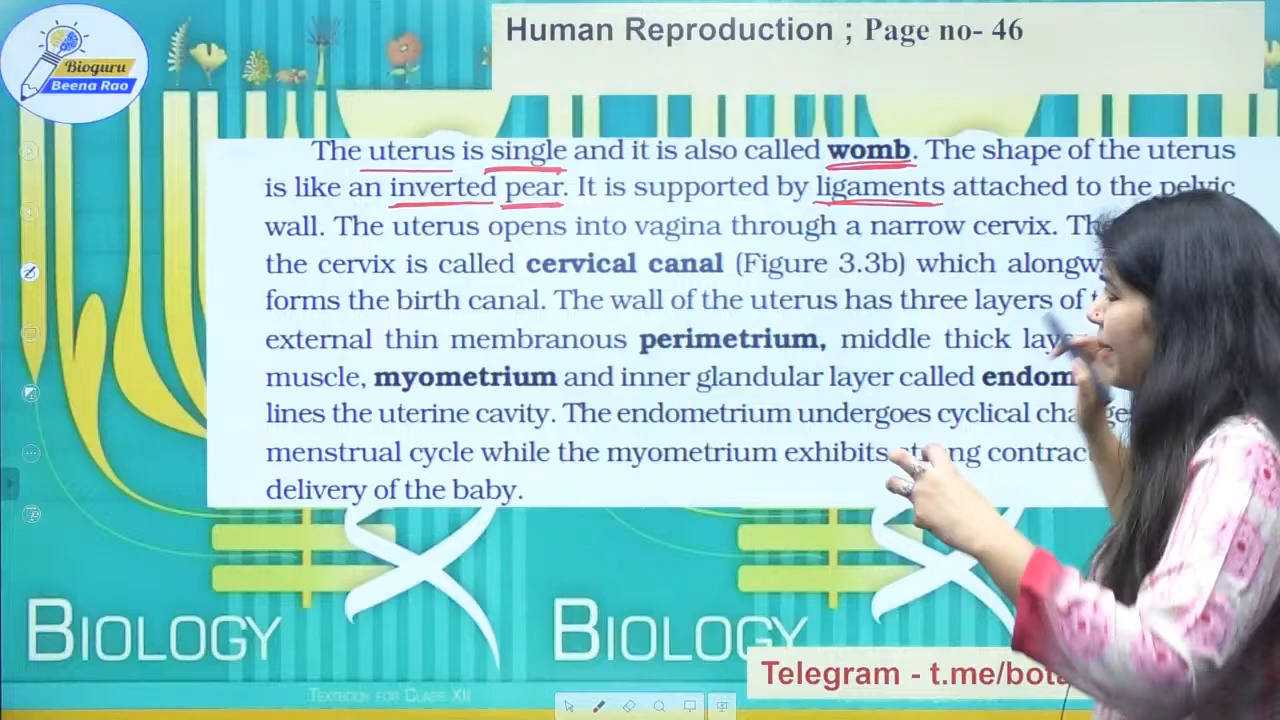 Bioguru
Beena Rao
Human Reproduction ; Page no- 46
The uterus is single and it is also called womb. The shape of the uterus
is like an inverted pear. It is supported by ligaments attached to the pelvic
wall. The uterus opens into vagina through a narrow cervix.
the cervix is called cervical canal (Figure 3.3b) which
forms the birth canal. The wall of the uterus has three layers of
external thin membranous perimetrium, middle thick
muscle, myometrium and inner glandular layer called
lines the uterine cavity. The endometrium undergoes cyclical
menstrual cycle while the myometrium exhibits strong
delivery of the baby.
BIOLOGY BIOLOGY
TEXTBOOK FOR CLASS XII
Telegram - t.me/